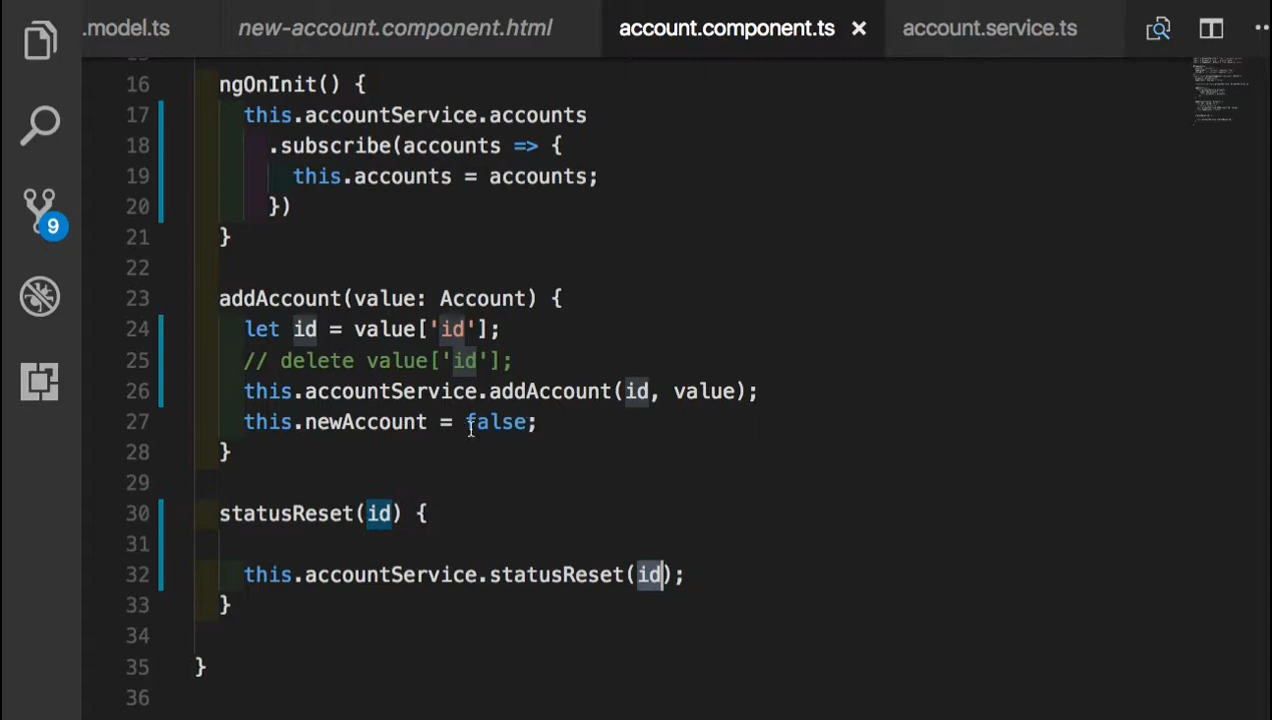 .model.ts new-account.component.html account.component.ts × account.service.ts
16 ngOnInit() {
17 this.accountService.accounts
18 .subscribe(accounts => {
19 this.accounts = accounts;
20 })
21 }
22
23 addAccount(value: Account) {
24 let id = value['id'];
25 // delete value['id'];
26 this.accountService.addAccount(id, value);
27 this.newAccount = false;
28 }
29
30 statusReset(id) {
31
32 this.accountService.statusReset(id);
33 }
34
35 }
36
9